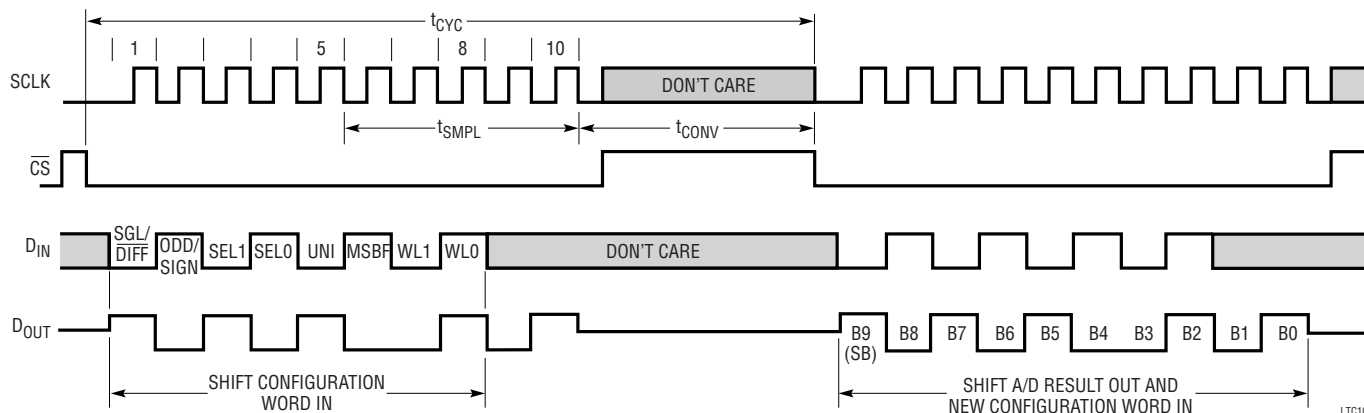 tCYC
1 5 8 10
SCLK
DON'T CARE
tSMPL
tCONV
CS
DIN
SGL/
DIFF
ODD/
SIGN
SEL1
SEL0
UNI
MSBF
WL1
WL0
DON'T CARE
DOUT
B9
(SB)
B8
B7
B6
B5
B4
B3
B2
B1
B0
SHIFT CONFIGURATION
WORD IN
SHIFT A/D RESULT OUT AND
NEW CONFIGURATION WORD IN